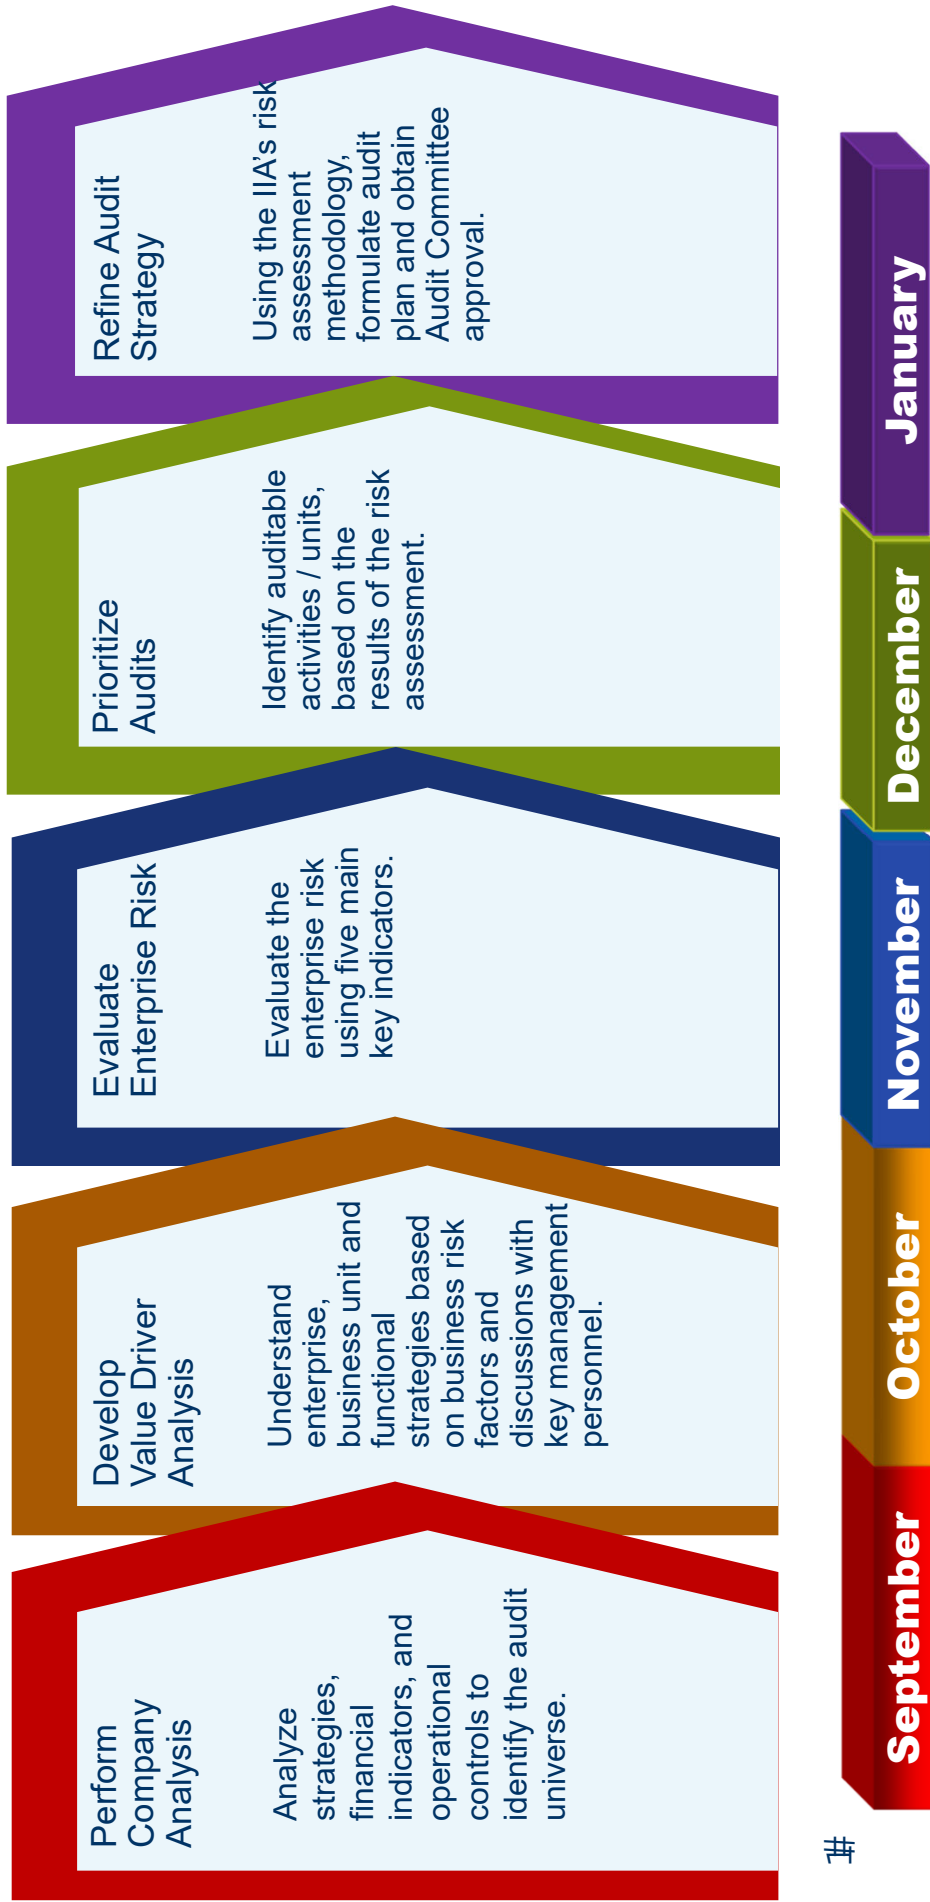 Perform
Company
Analysis
Analyze
strategies,
financial
indicators, and
operational
controls to
identify the audit
universe.
Develop
Value Driver
Analysis
Understand
enterprise,
business unit and
functional
strategies based
on business risk
factors and
discussions with
key management
personnel.
Evaluate
Enterprise Risk
Evaluate the
enterprise risk
using five main
key indicators.
Prioritize
Audits
Identify auditable
activities / units,
based on the
results of the risk
assessment.
Refine Audit
Strategy
Using the IIA’s risk
assessment
methodology,
formulate audit
plan and obtain
Audit Committee
approval.
September
October
November
December
January